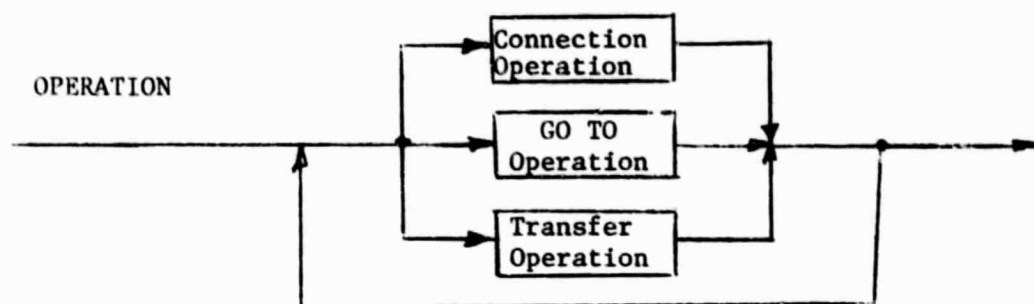 OPERATION
Connection
Operation
GO TO
Operation
Transfer
Operation